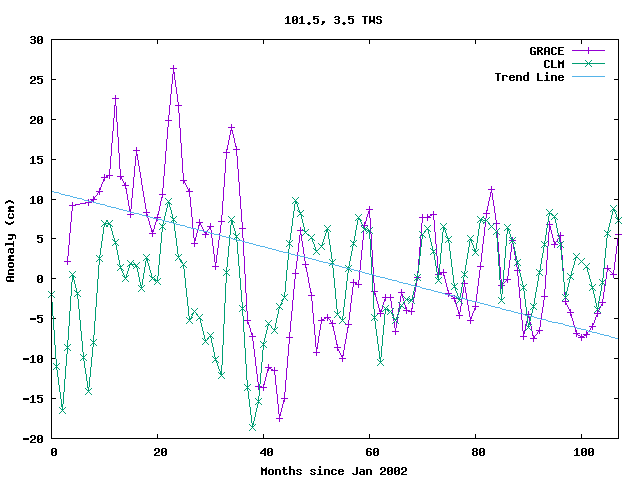 101.5, 3.5 TWS
GRACE
CLM
Trend Line
30
25
20
15
10
5
0
-5
-10
-15
-20
Anomaly (cm)
0 20 40 60 80 100
Months since Jan 2002